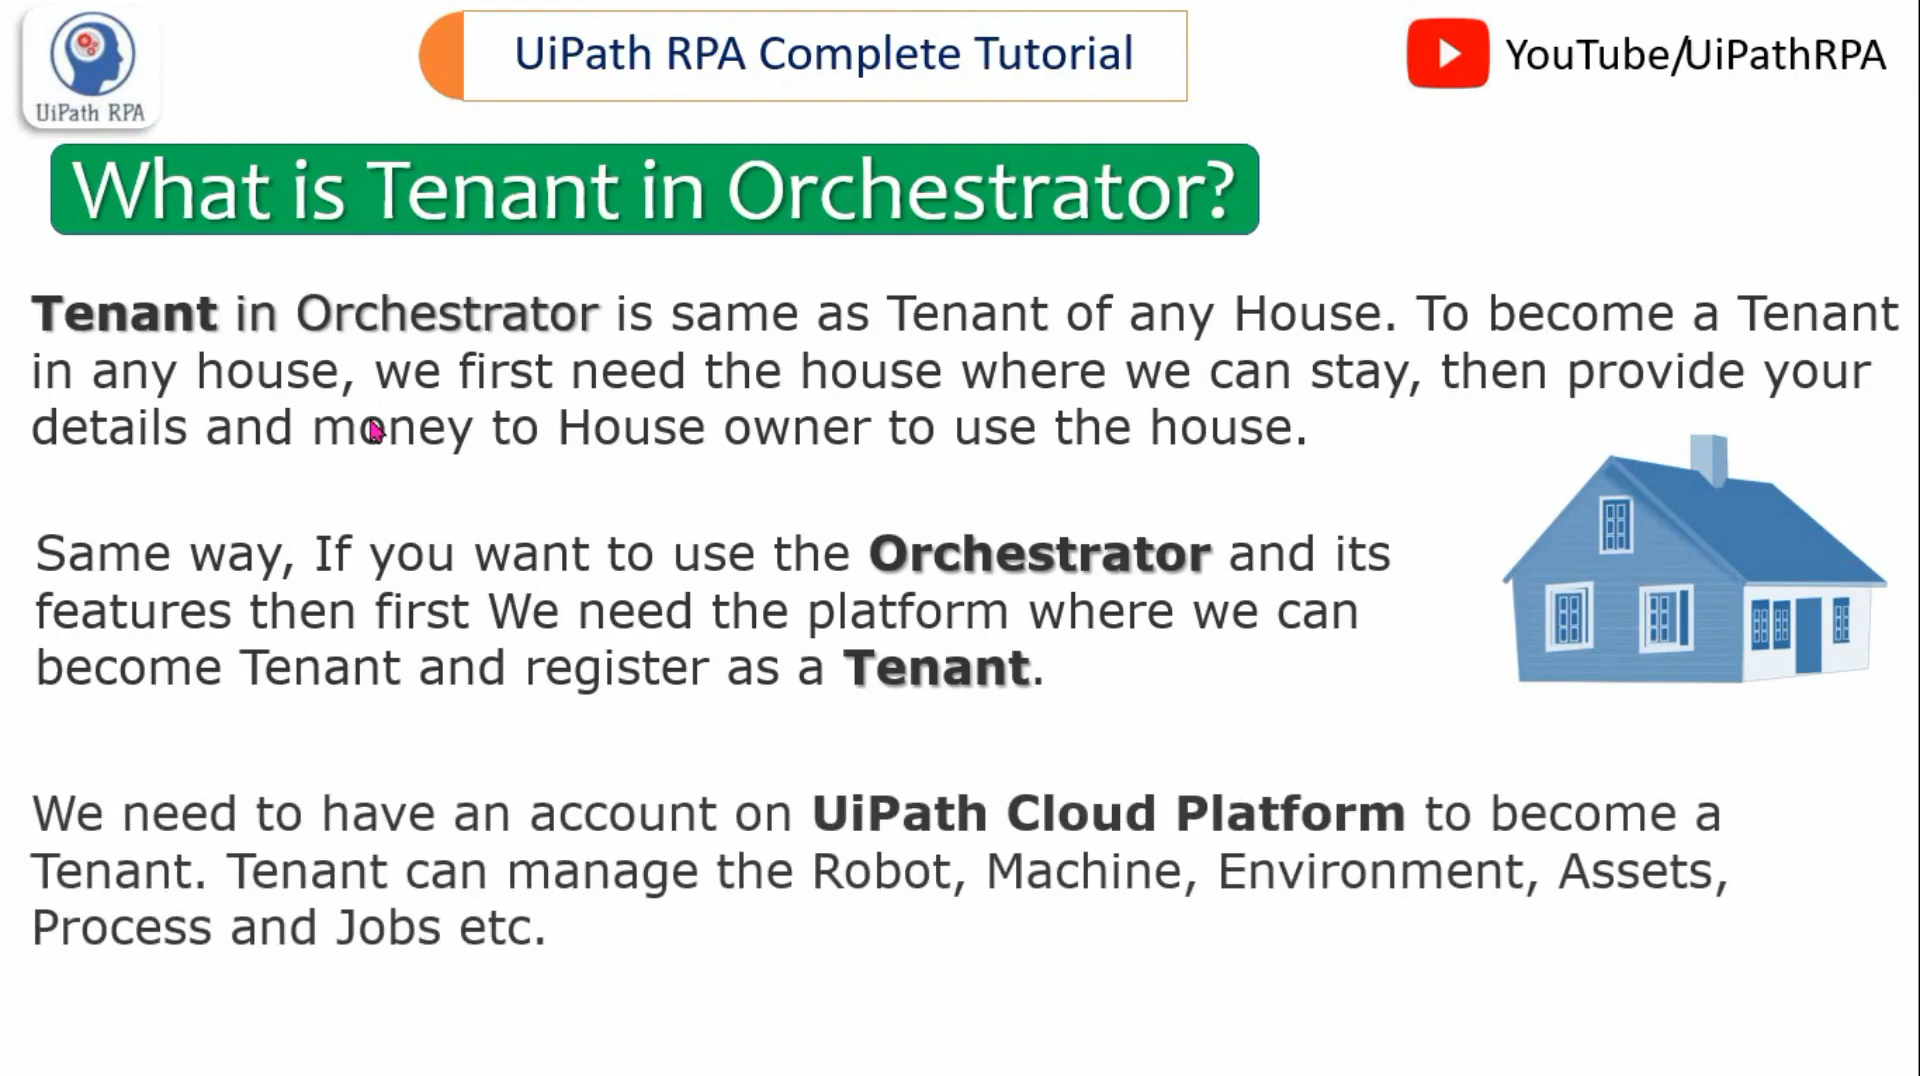 UiPath RPA
UiPath RPA Complete Tutorial
YouTube/UiPathRPA
What is Tenant in Orchestrator?
Tenant in Orchestrator is same as Tenant of any House. To become a Tenant
in any house, we first need the house where we can stay, then provide your
details and money to House owner to use the house.
Same way, If you want to use the Orchestrator and its
features then first We need the platform where we can
become Tenant and register as a Tenant.
We need to have an account on UiPath Cloud Platform to become a
Tenant. Tenant can manage the Robot, Machine, Environment, Assets,
Process and Jobs etc.